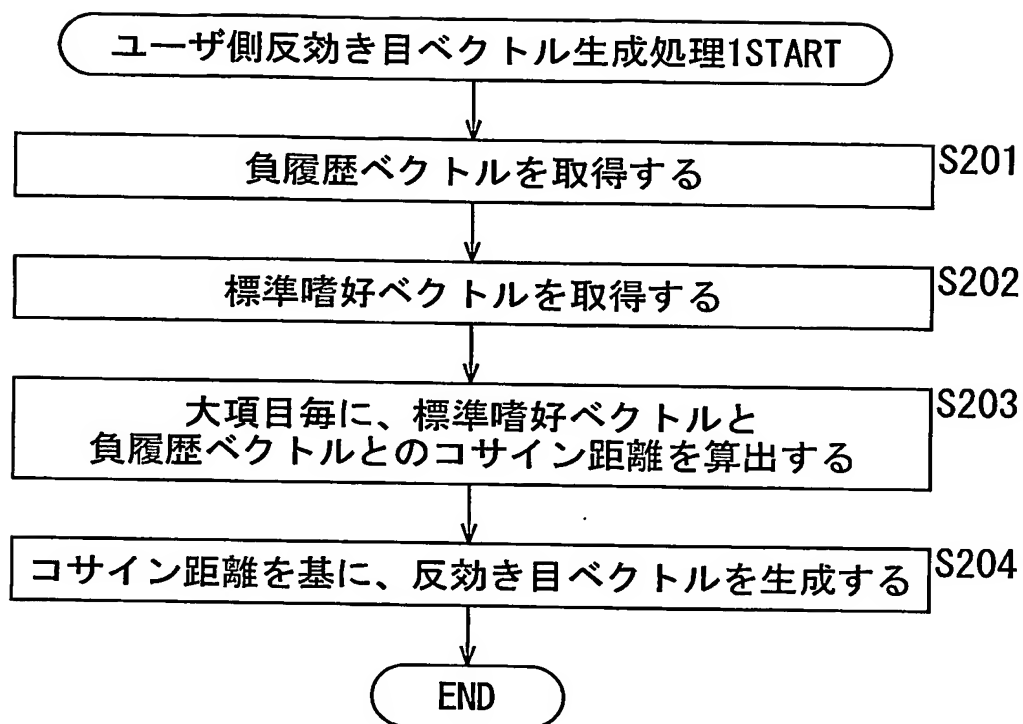 ユーザ側反効き目ベクトル生成処理1START
負履歴ベクトルを取得する
S201
標準嗜好ベクトルを取得する
S202
大項目毎に、標準嗜好ベクトルと
負履歴ベクトルとのコサイン距離を算出する
S203
コサイン距離を基に、反効き目ベクトルを生成する
S204
END